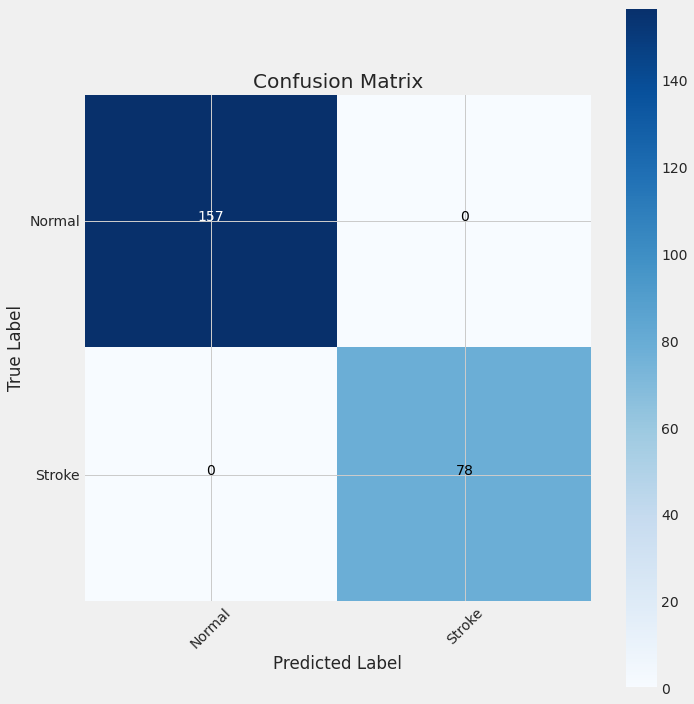 Confusion Matrix
140
120
100
80
60
40
20
0
True Label
Normal
157
0
Stroke
0
78
Normal
Stroke
Predicted Label